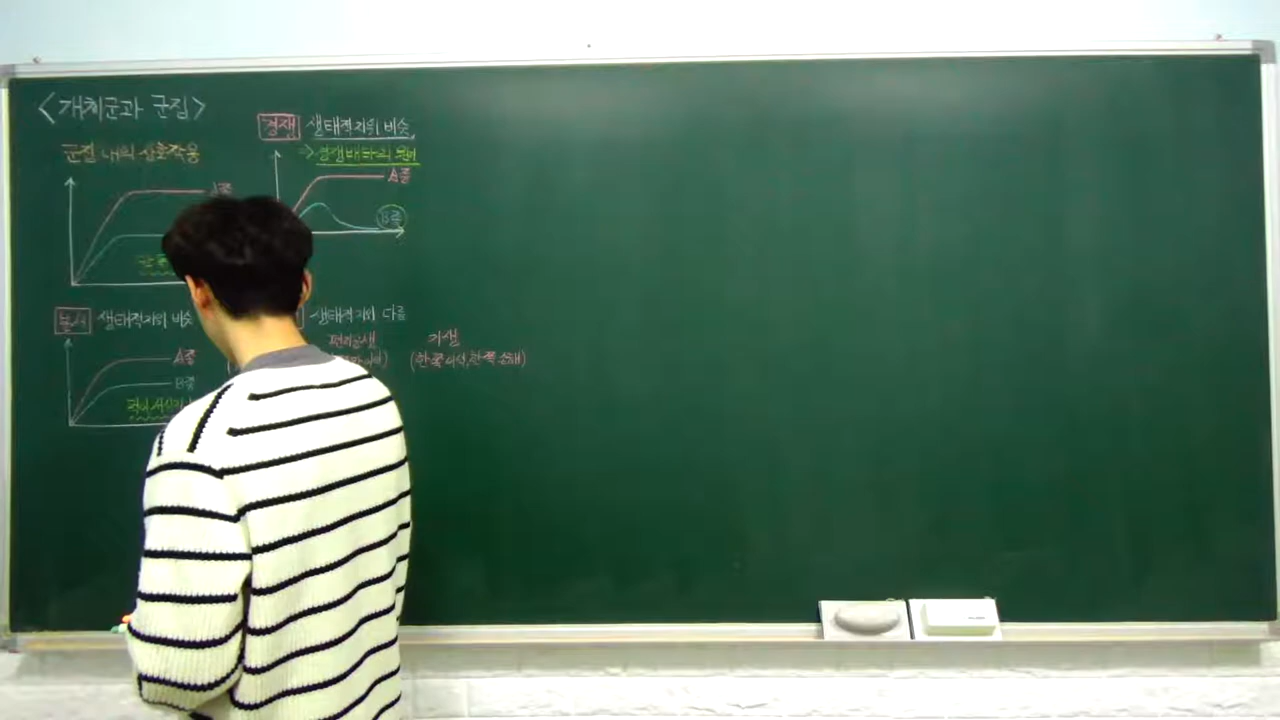 <개체군과 군집>
군집 내의 상호작용
A종
경쟁 생태적지위 비슷
⇒ 경쟁배타의 원리
A종
B종
분서 생태적지위 비슷
A종
B종
생태적지위 다름
편리공생
기생
(한쪽 이익, 한쪽 손해)